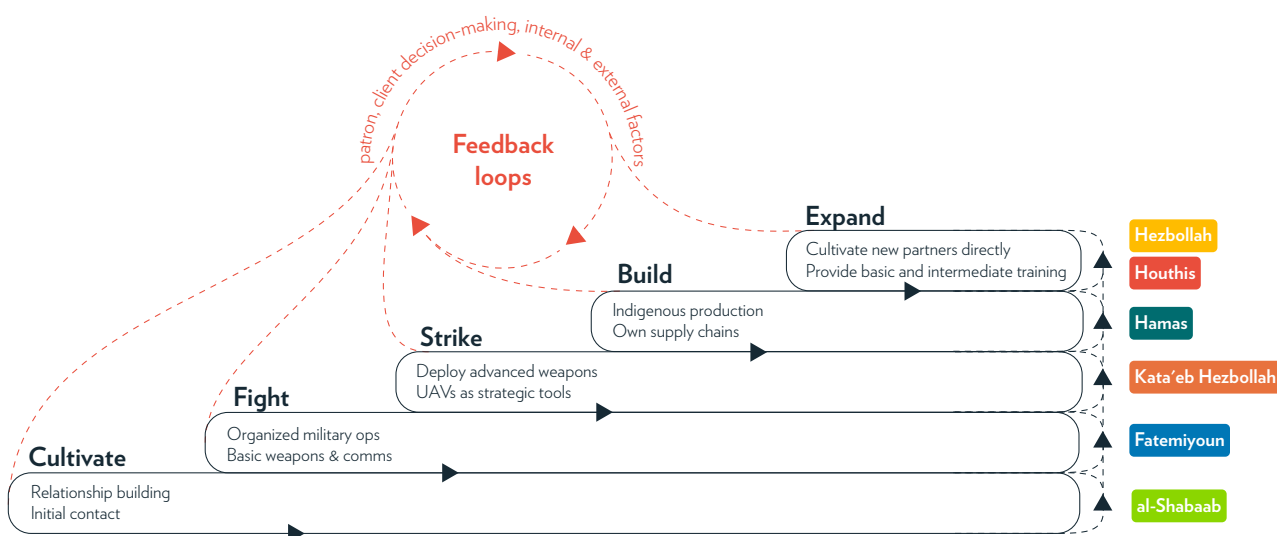 patron, client decision-making, internal & external factors
Feedback
loops
Expand
Cultivate new partners directly
Provide basic and intermediate training
Build
Indigenous production
Own supply chains
Strike
Deploy advanced weapons
UAVs as strategic tools
Fight
Organized military ops
Basic weapons & comms
Cultivate
Relationship building
Initial contact
Hezbollah
Houthis
Hamas
Kata’eb Hezbollah
Fatemiyoun
al-Shabaab